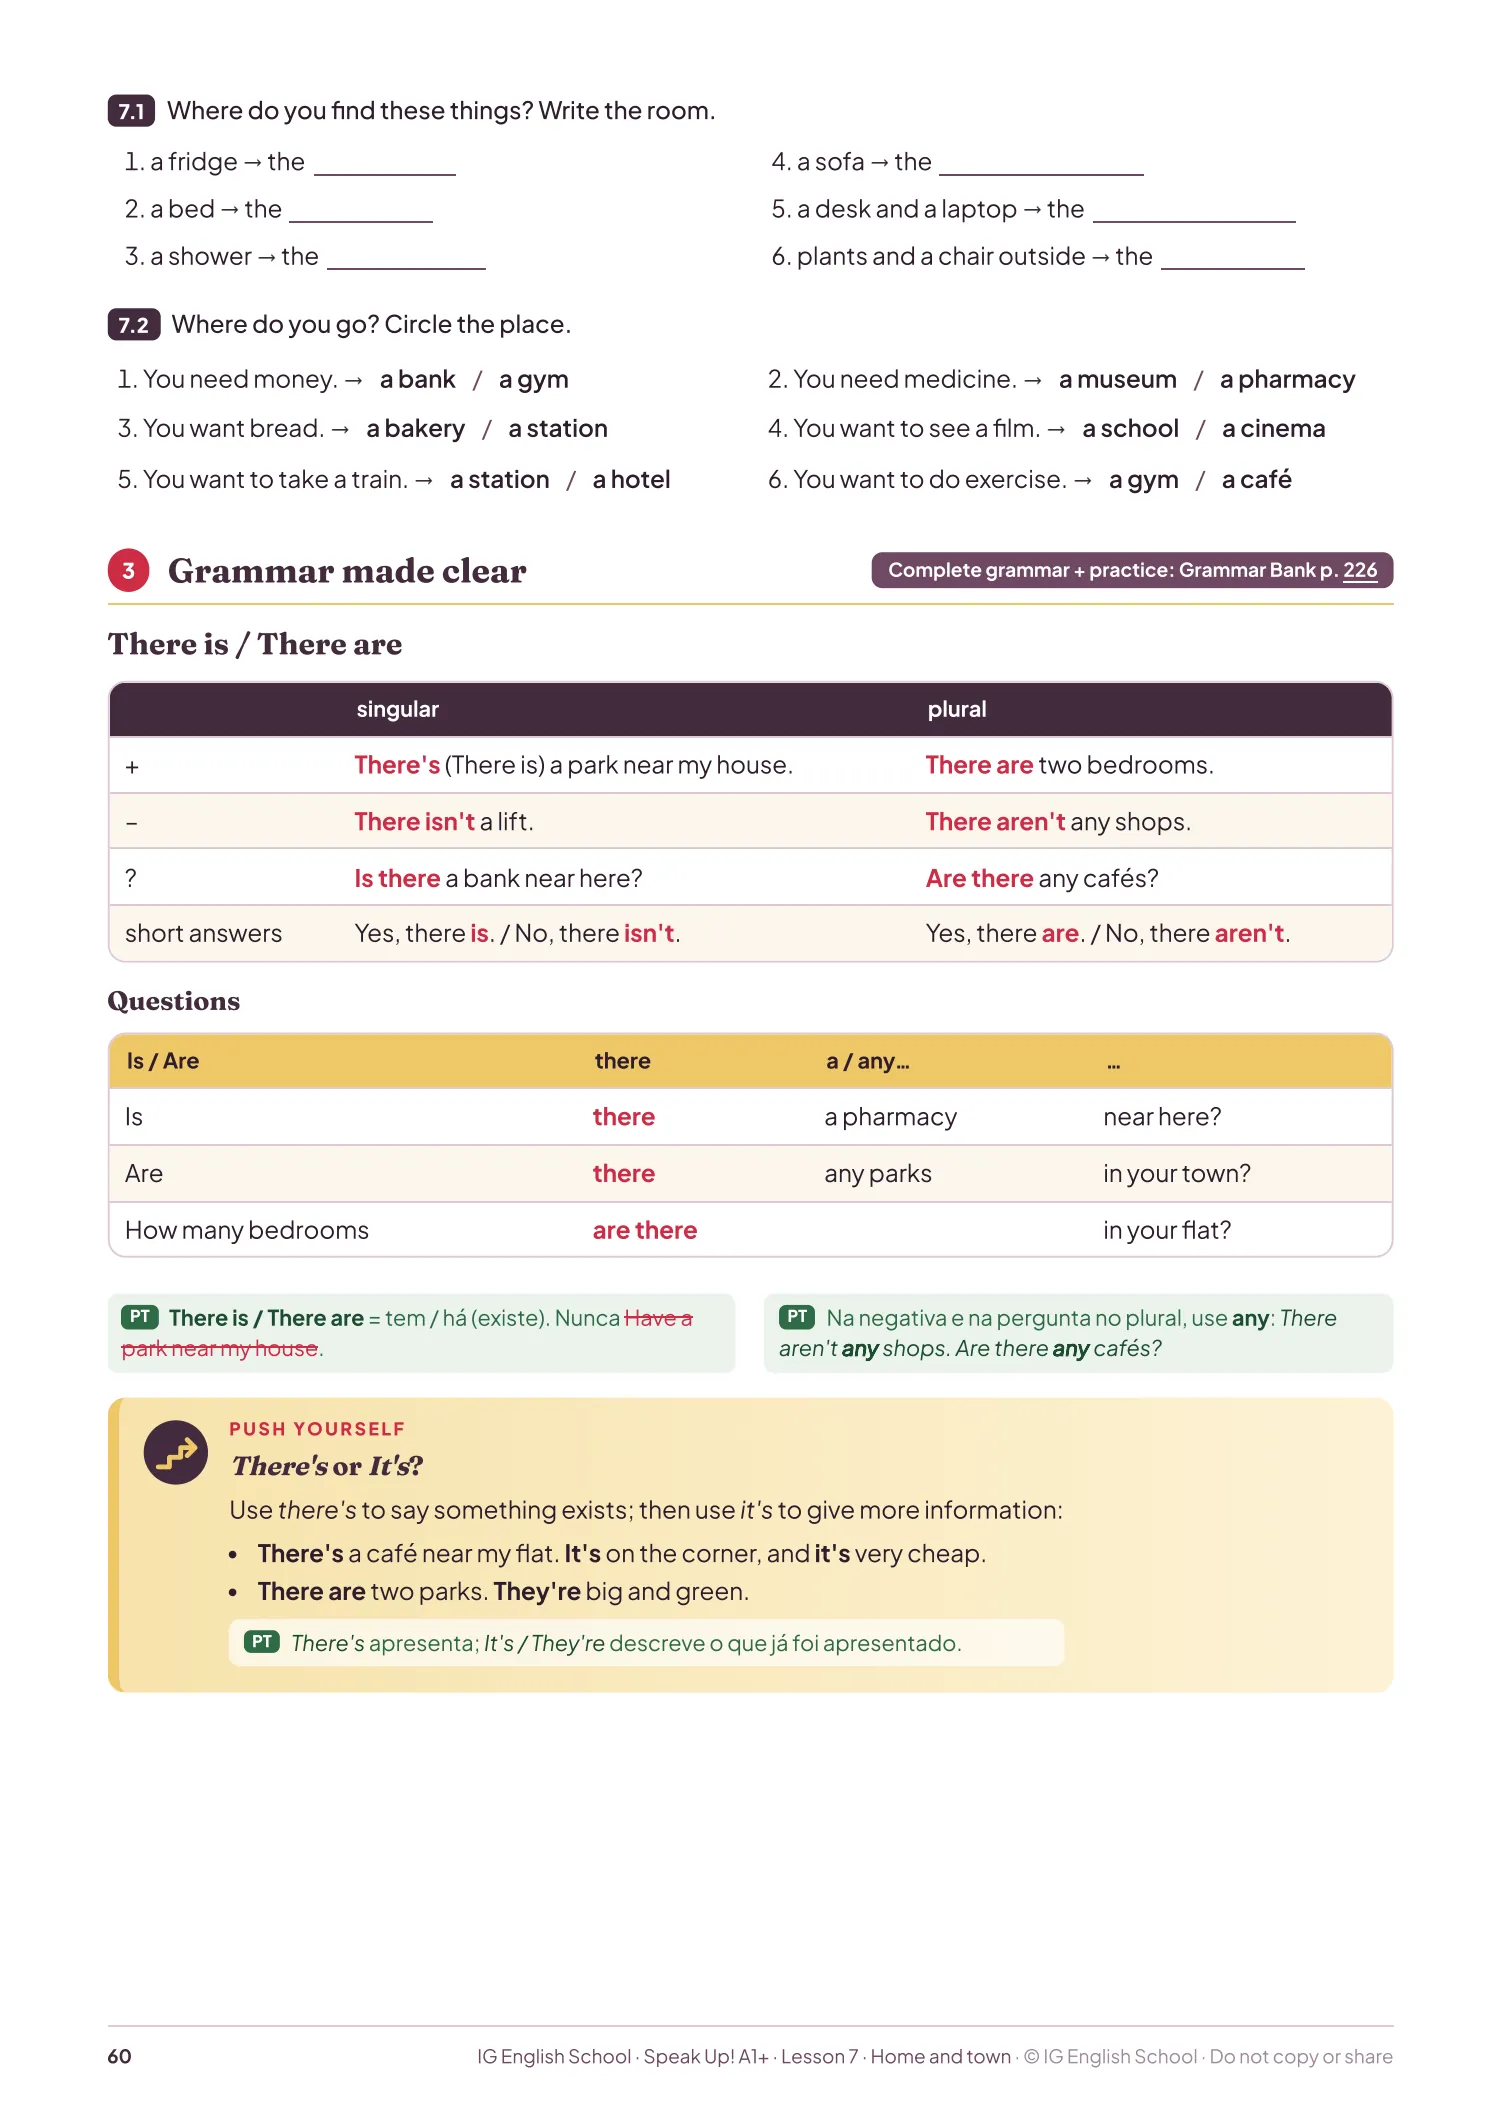 7.1 Where do you find these things? Write the room.
1. a fridge → the ____________
4. a sofa → the ____________
2. a bed → the ____________
5. a desk and a laptop → the ____________
3. a shower → the ____________
6. plants and a chair outside → the ____________
7.2 Where do you go? Circle the place.
1. You need money. → a bank / a gym
2. You need medicine. → a museum / a pharmacy
3. You want bread. → a bakery / a station
4. You want to see a film. → a school / a cinema
5. You want to take a train. → a station / a hotel
6. You want to do exercise. → a gym / a café
3 Grammar made clear
Complete grammar + practice: Grammar Bank p. 226
There is / There are
singular plural
+ There's (There is) a park near my house. There are two bedrooms.
– There isn't a lift. There aren't any shops.
? Is there a bank near here? Are there any cafés?
short answers Yes, there is. / No, there isn't. Yes, there are. / No, there aren't.
Questions
Is / Are there a / any… …
Is there a pharmacy near here?
Are there any parks in your town?
How many bedrooms are there in your flat?
PT There is / There are = tem / há (existe). Nunca Have a
park near my house.
PT Na negativa e na pergunta no plural, use any: There
aren't any shops. Are there any cafés?
PUSH YOURSELF
There's or It's?
Use there's to say something exists; then use it's to give more information:
• There's a café near my flat. It's on the corner, and it's very cheap.
• There are two parks. They're big and green.
PT There's apresenta; It's / They're descreve o que já foi apresentado.
60
IG English School · Speak Up! A1+ · Lesson 7 · Home and town · © IG English School · Do not copy or share